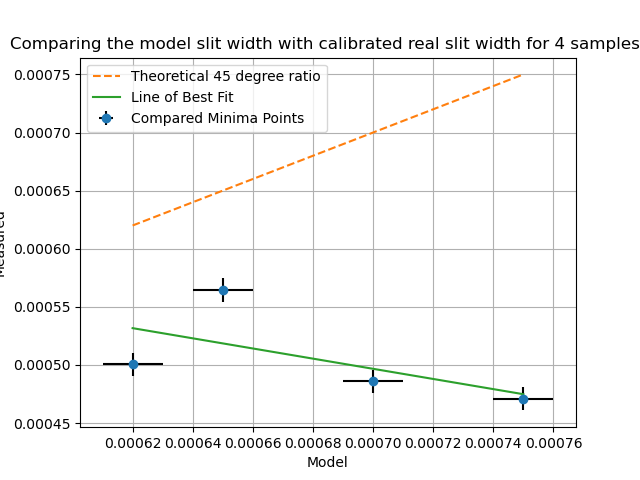 Comparing the model slit width with calibrated real slit width for 4 samples
Theoretical 45 degree ratio
Line of Best Fit
Compared Minima Points
0.00075
0.00070
0.00065
0.00060
0.00055
0.00050
0.00045
Measured
0.00062 0.00064 0.00066 0.00068 0.00070 0.00072 0.00074 0.00076
Model